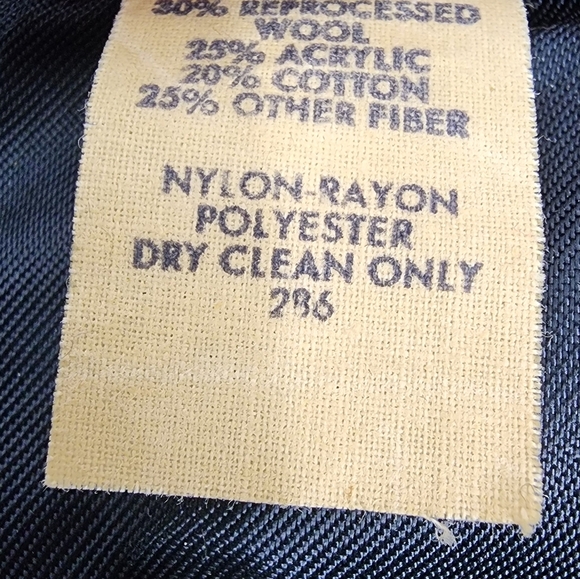 30% REPROCESSED
WOOL
25% ACRYLIC
20% COTTON
25% OTHER FIBER
NYLON-RAYON
POLYESTER
DRY CLEAN ONLY
286